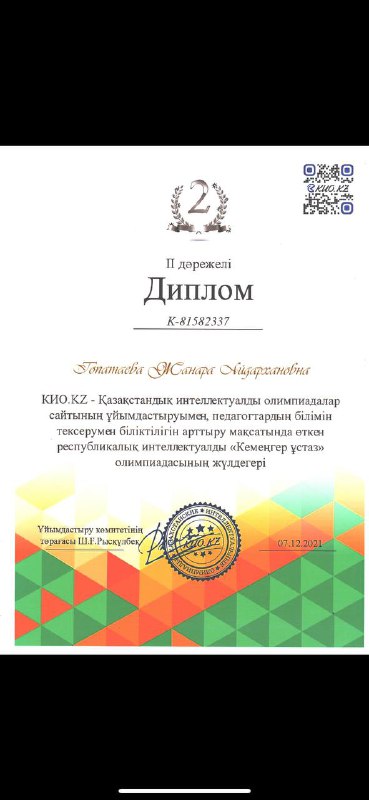 2
КИО.KZ
II дәрежелі
Диплом
К-81582337
Гопатаева Жанара Айдархановна
КИО.KZ - Қазақстандық интеллектуалды олимпиадалар
сайтының ұйымдастыруымен, педагогтардың білімін
тексерумен біліктілігін арттыру мақсатында өткен
республикалық интеллектуалды «Кемеңгер ұстаз»
олимпиадасының жүлдегері
Ұйымдастыру комитетінің
төрағасы Ш.Ғ.Рысқұлбек
КИО.KZ
07.12.2021